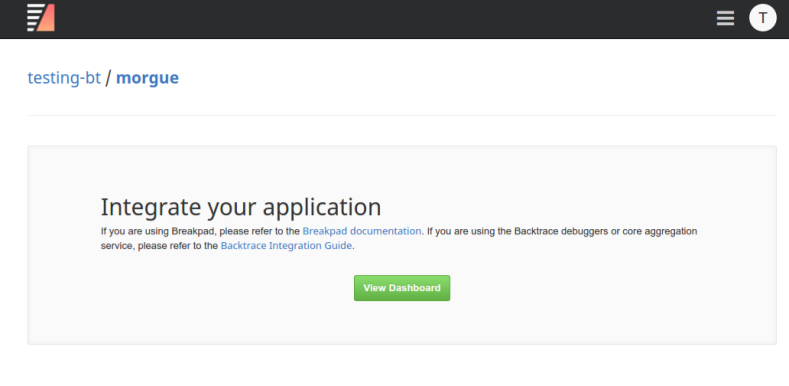 T
testing-bt / morgue
Integrate your application
If you are using Breakpad, please refer to the Breakpad documentation. If you are using the Backtrace debuggers or core aggregation
service, please refer to the Backtrace Integration Guide.
View Dashboard